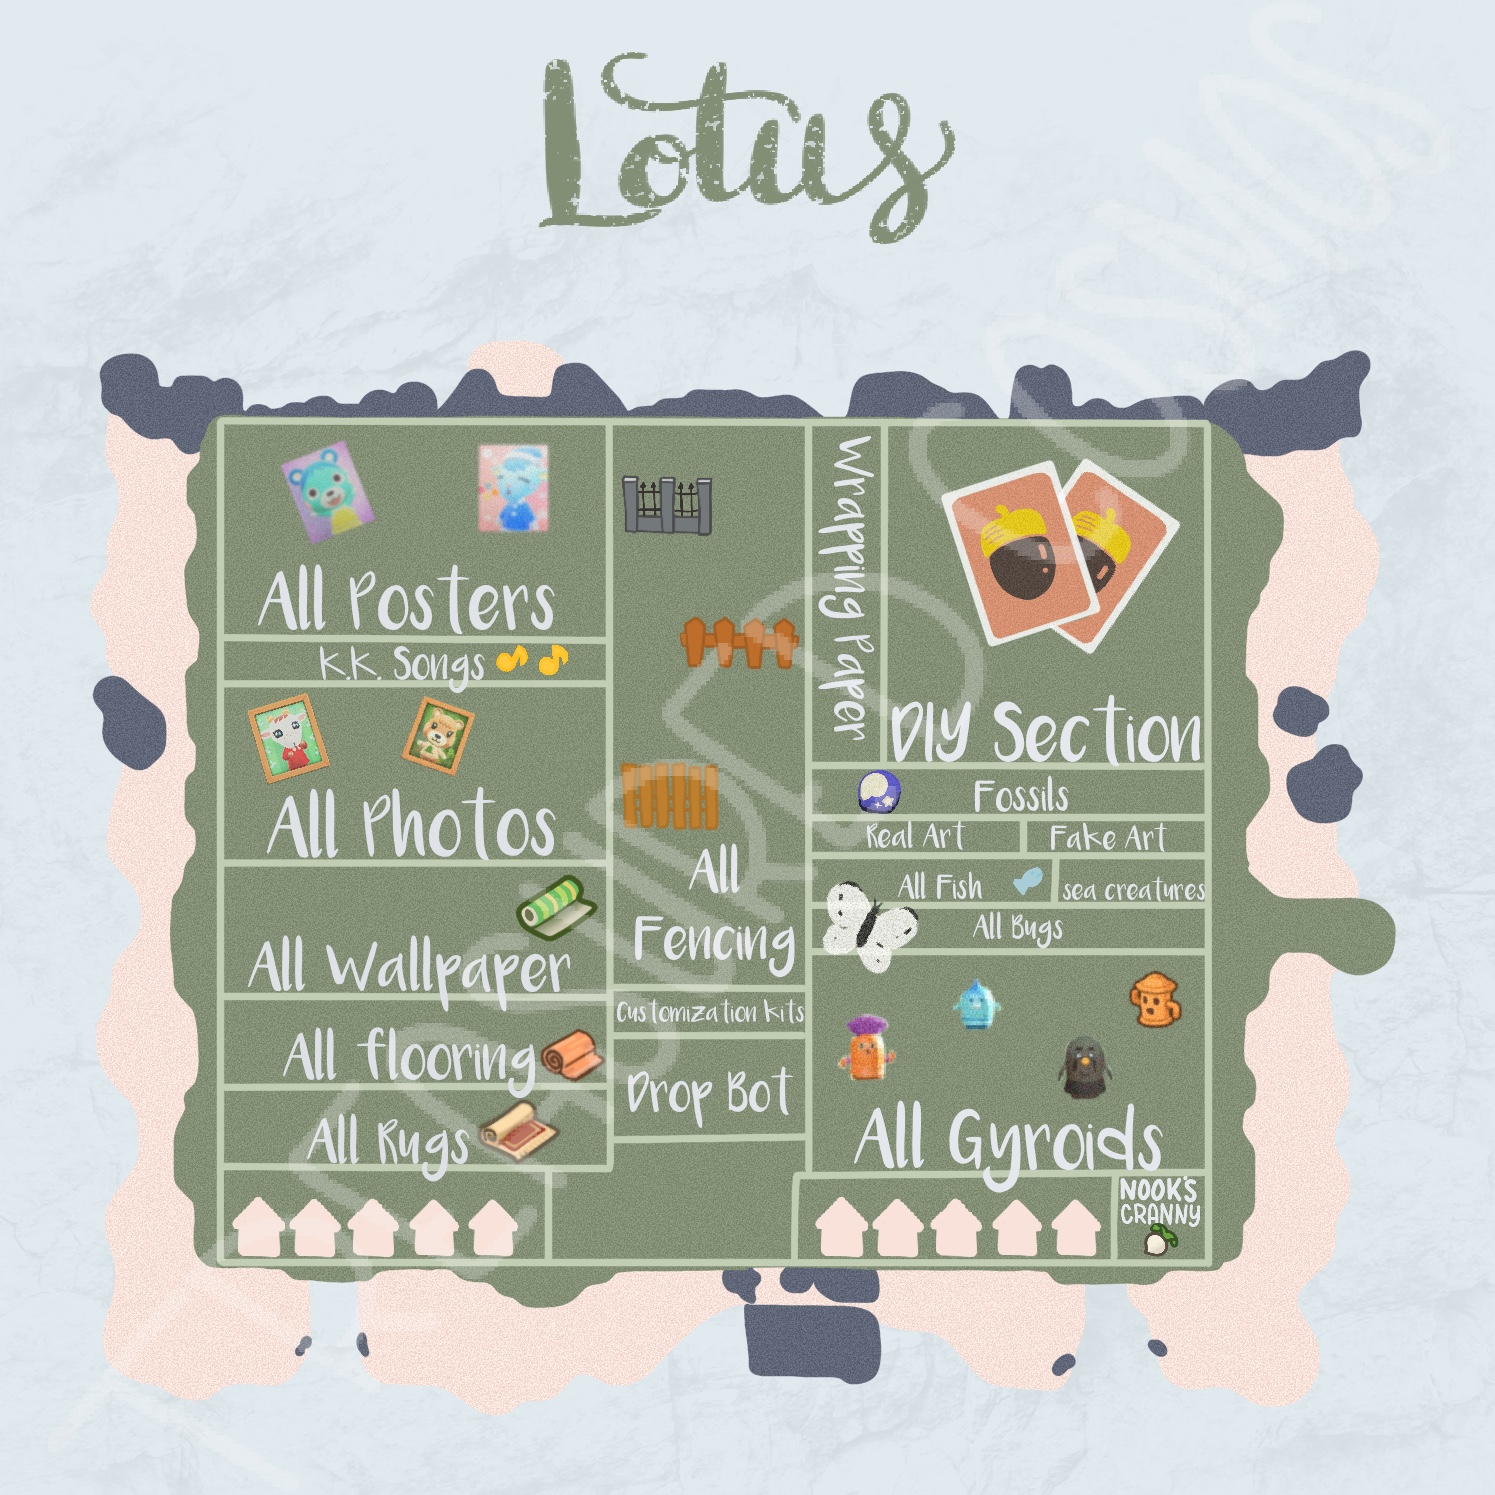 Lotus
All Posters
K.K. Songs
All Photos
All Wallpaper
All flooring
All Rugs
All
Fencing
Customization kits
Drop Bot
Wrapping Paper
DIY Section
Fossils
Real Art
Fake Art
All Fish
sea creatures
All Bugs
All Gyroids
NOOK'S
CRANNY